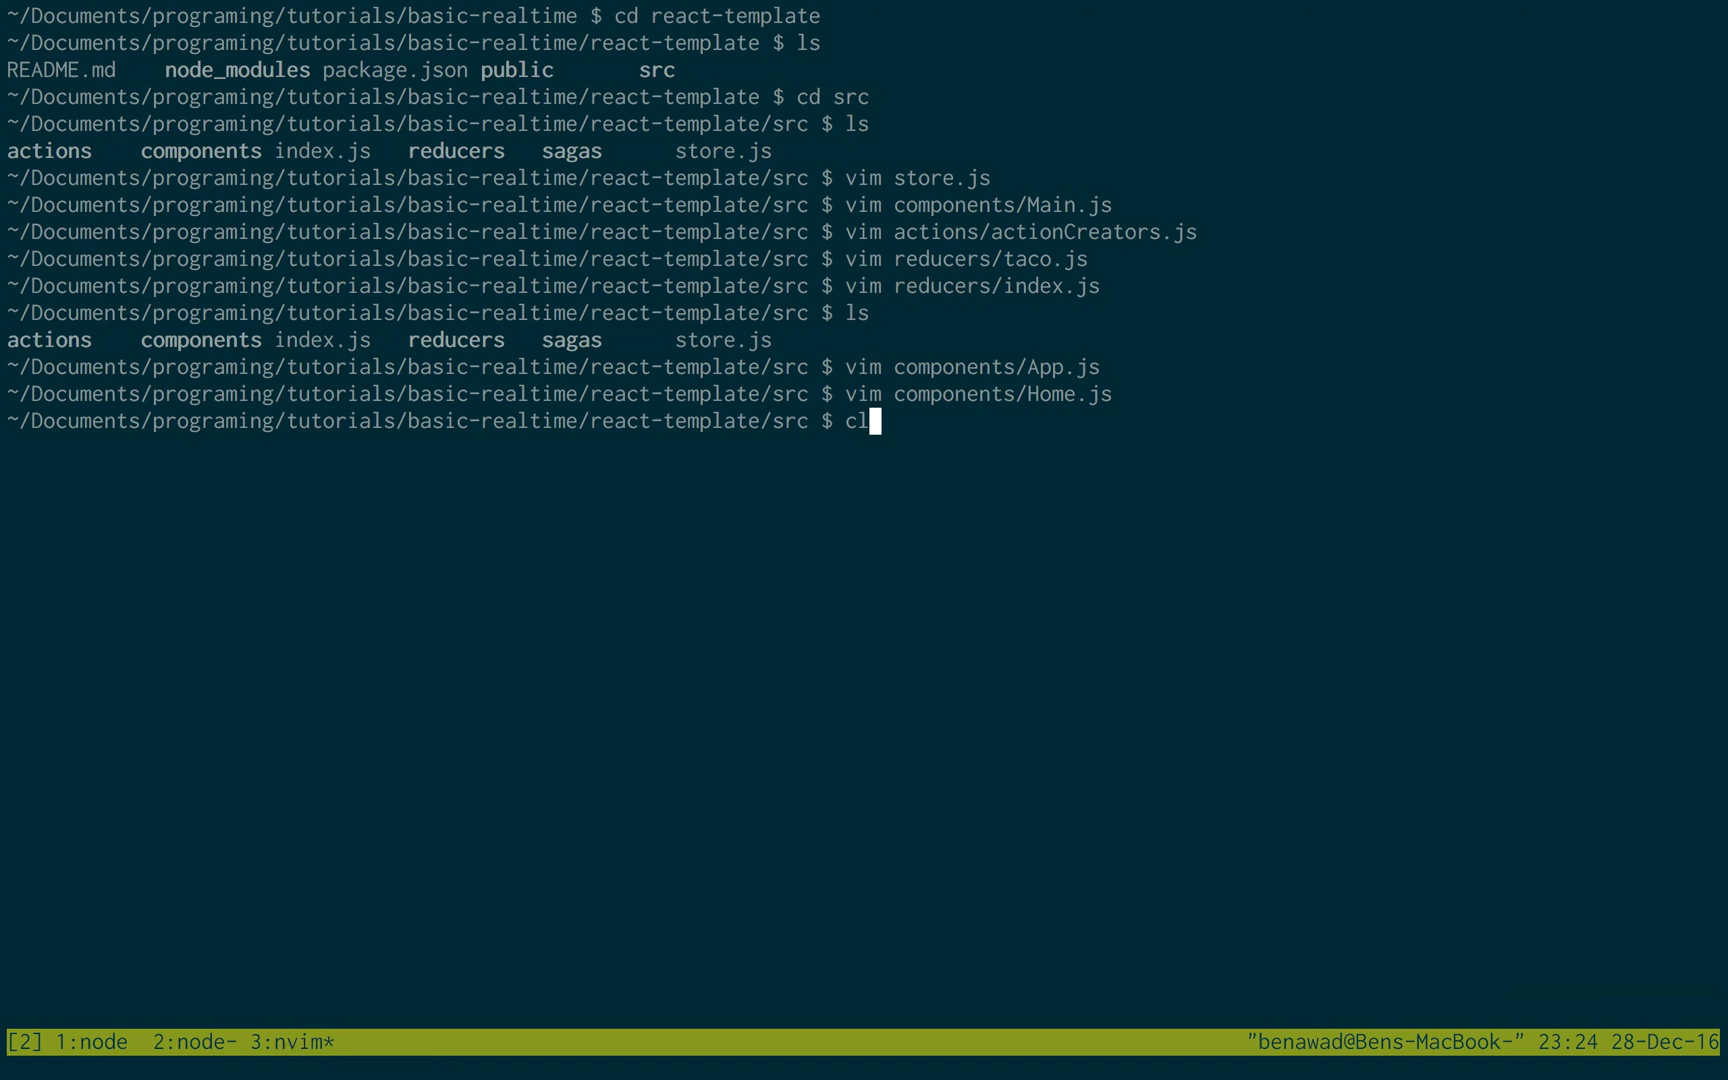 ~/Documents/programing/tutorials/basic-realtime $ cd react-template
~/Documents/programing/tutorials/basic-realtime/react-template $ ls
README.md    node_modules package.json public       src
~/Documents/programing/tutorials/basic-realtime/react-template $ cd src
~/Documents/programing/tutorials/basic-realtime/react-template/src $ ls
actions    components index.js   reducers   sagas      store.js
~/Documents/programing/tutorials/basic-realtime/react-template/src $ vim store.js
~/Documents/programing/tutorials/basic-realtime/react-template/src $ vim components/Main.js
~/Documents/programing/tutorials/basic-realtime/react-template/src $ vim actions/actionCreators.js
~/Documents/programing/tutorials/basic-realtime/react-template/src $ vim reducers/taco.js
~/Documents/programing/tutorials/basic-realtime/react-template/src $ vim reducers/index.js
~/Documents/programing/tutorials/basic-realtime/react-template/src $ ls
actions    components index.js   reducers   sagas      store.js
~/Documents/programing/tutorials/basic-realtime/react-template/src $ vim components/App.js
~/Documents/programing/tutorials/basic-realtime/react-template/src $ vim components/Home.js
~/Documents/programing/tutorials/basic-realtime/react-template/src $ cl
[2] 1:node  2:node- 3:nvim* "benawad@Bens-MacBook-" 23:24 28-Dec-16